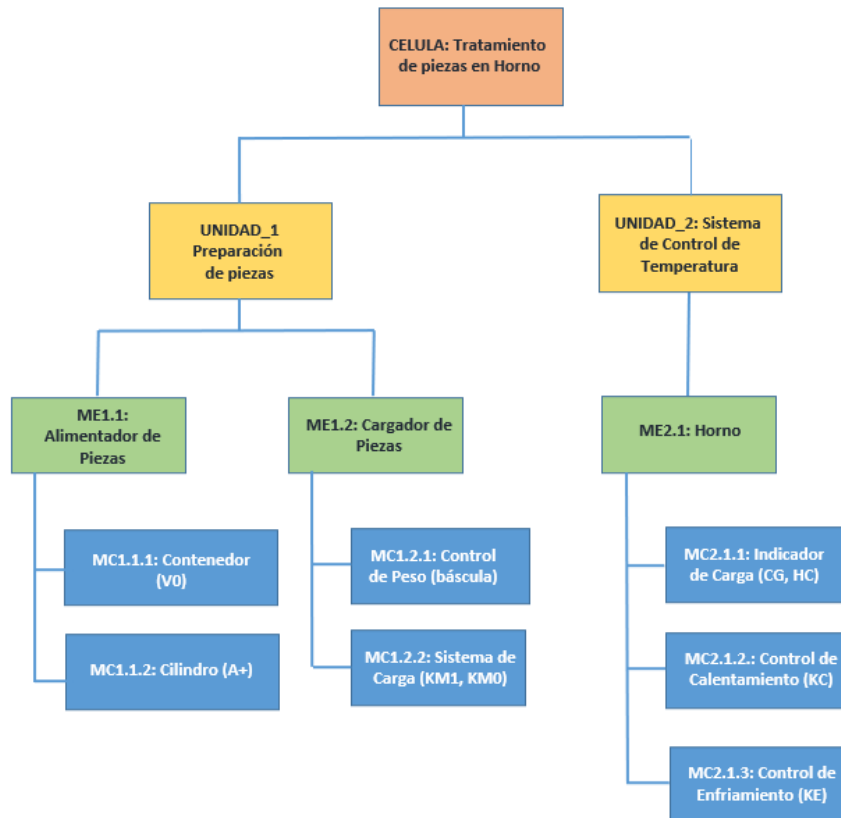 CELULA: Tratamiento
de piezas en Horno
UNIDAD_1
Preparación
de piezas
UNIDAD_2: Sistema
de Control de
Temperatura
ME1.1:
Alimentador de
Piezas
ME1.2: Cargador de
Piezas
ME2.1: Horno
MC1.1.1: Contenedor
(V0)
MC1.1.2: Cilindro (A+)
MC1.2.1: Control
de Peso (báscula)
MC1.2.2: Sistema de
Carga (KM1, KM0)
MC2.1.1: Indicador
de Carga (CG, HC)
MC2.1.2.: Control de
Calentamiento (KC)
MC2.1.3: Control de
Enfriamiento (KE)